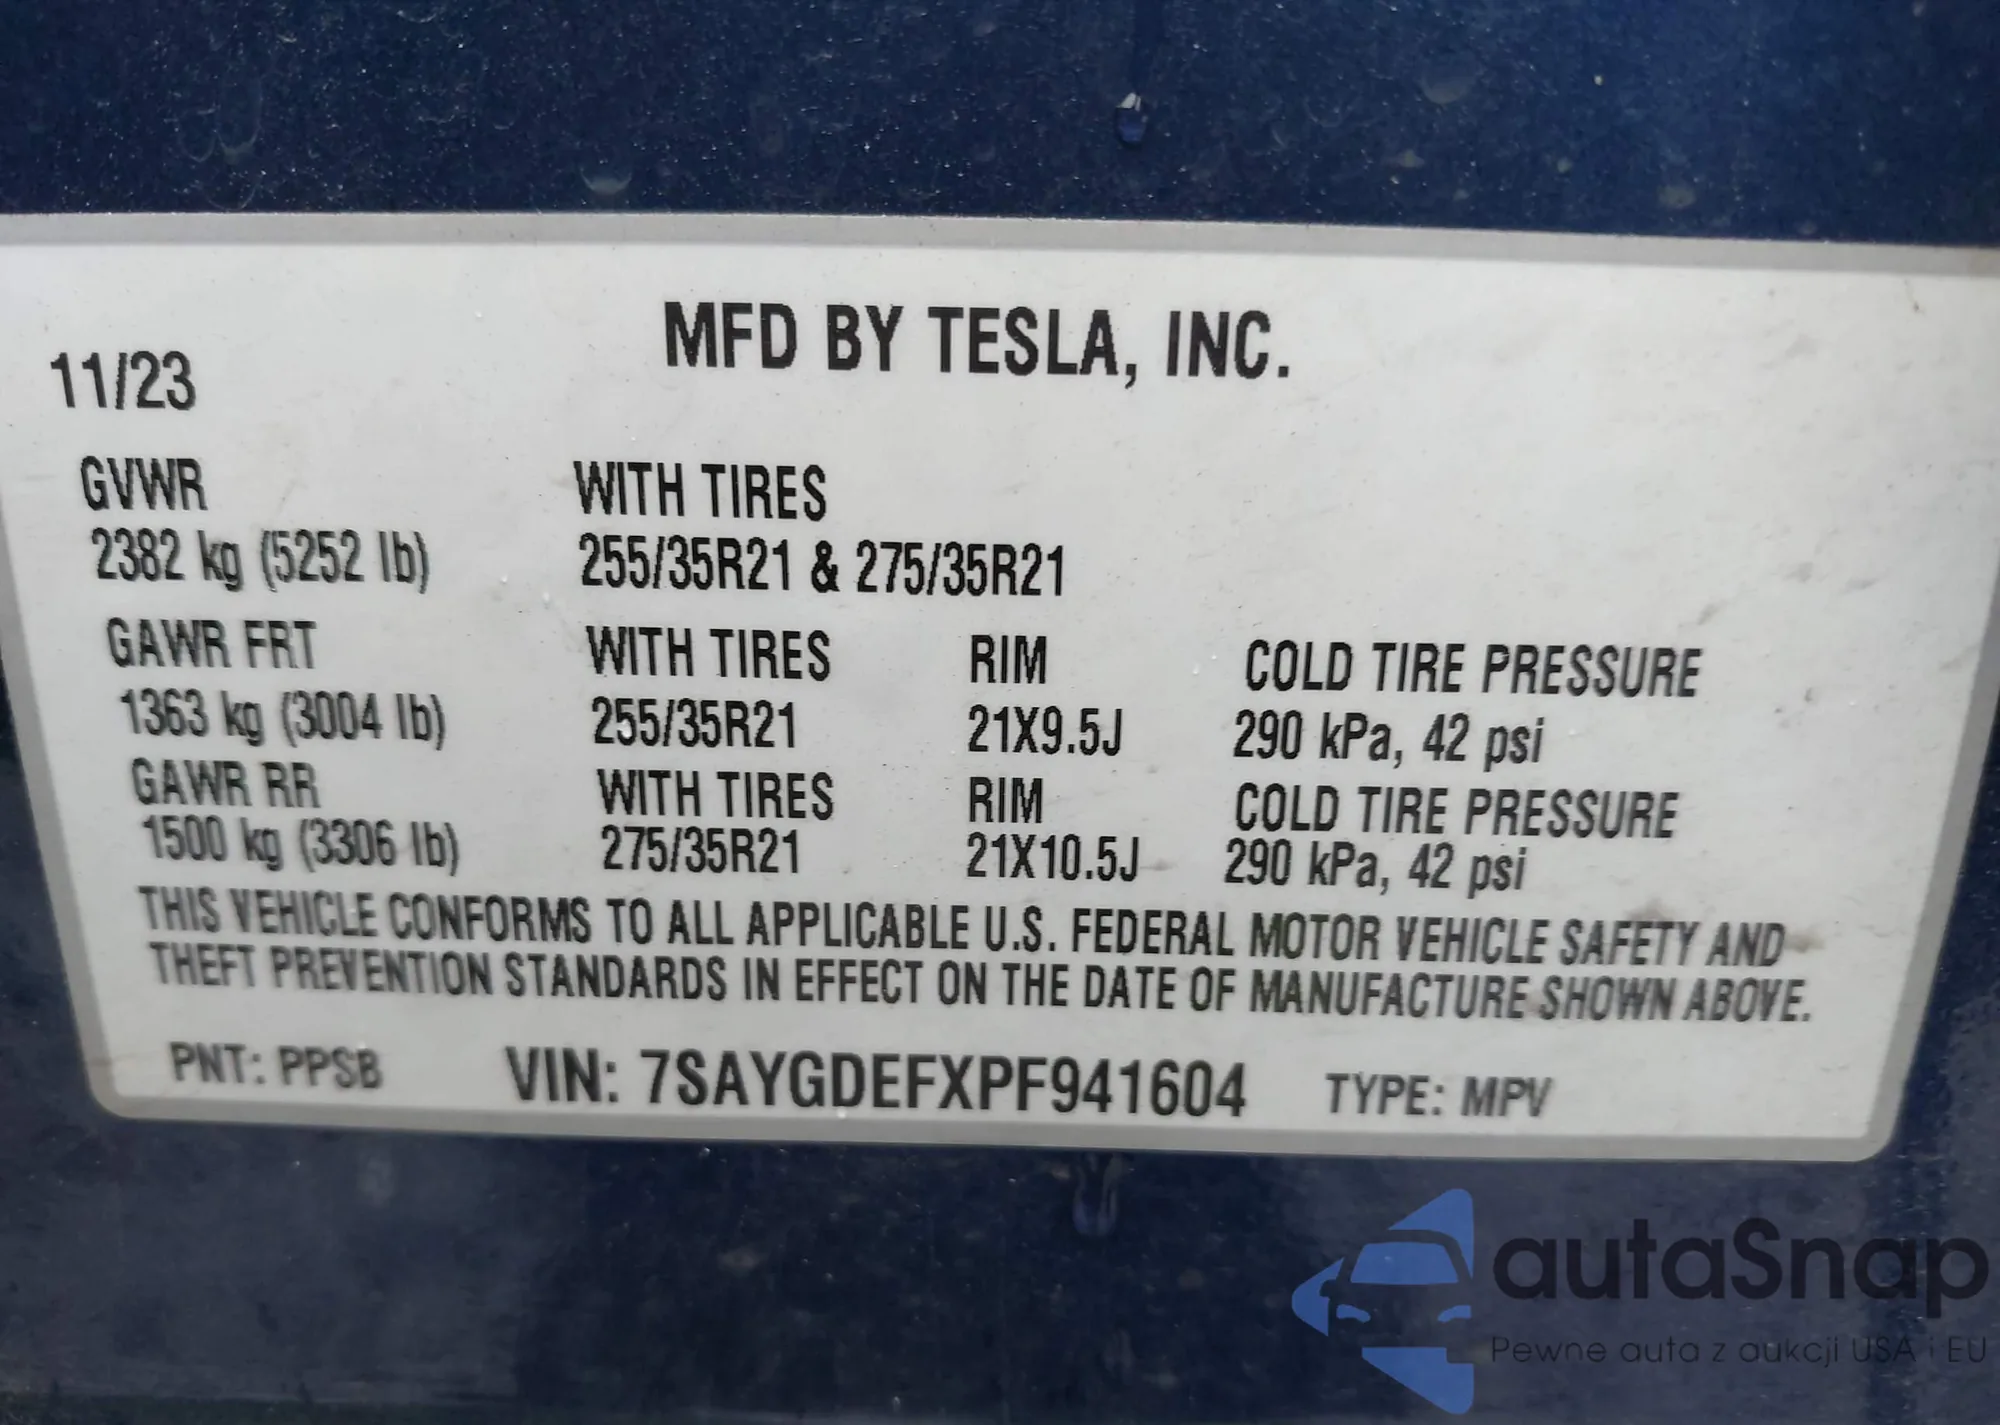 MFD BY TESLA, INC.
11/23
GVWR WITH TIRES
2382 kg (5252 lb) 255/35R21 & 275/35R21
GAWR FRT WITH TIRES RIM COLD TIRE PRESSURE
1363 kg (3004 lb) 255/35R21 21X9.5J 290 kPa, 42 psi
GAWR RR WITH TIRES RIM COLD TIRE PRESSURE
1500 kg (3306 lb) 275/35R21 21X10.5J 290 kPa, 42 psi
THIS VEHICLE CONFORMS TO ALL APPLICABLE U.S. FEDERAL MOTOR VEHICLE SAFETY AND
THEFT PREVENTION STANDARDS IN EFFECT ON THE DATE OF MANUFACTURE SHOWN ABOVE.
PNT: PPSB VIN: 7SAYGDEFXPF941604 TYPE: MPV
autaSnap
Pewne auta z aukcji USA i EU